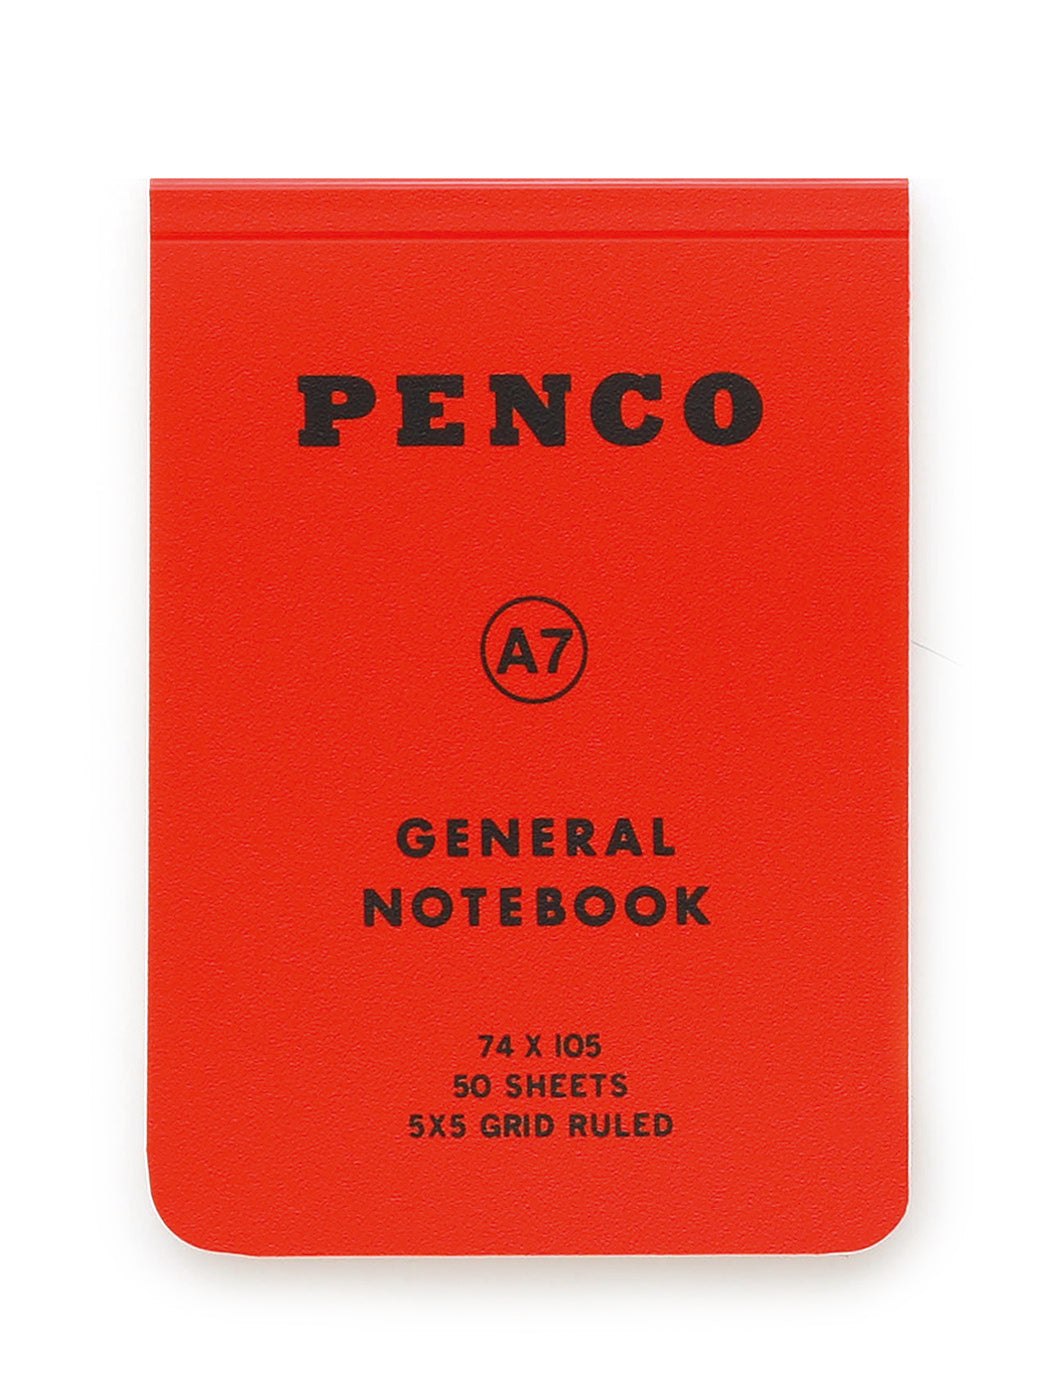 PENCO
A7
GENERAL
NOTEBOOK
74 X 105
50 SHEETS
5X5 GRID RULED